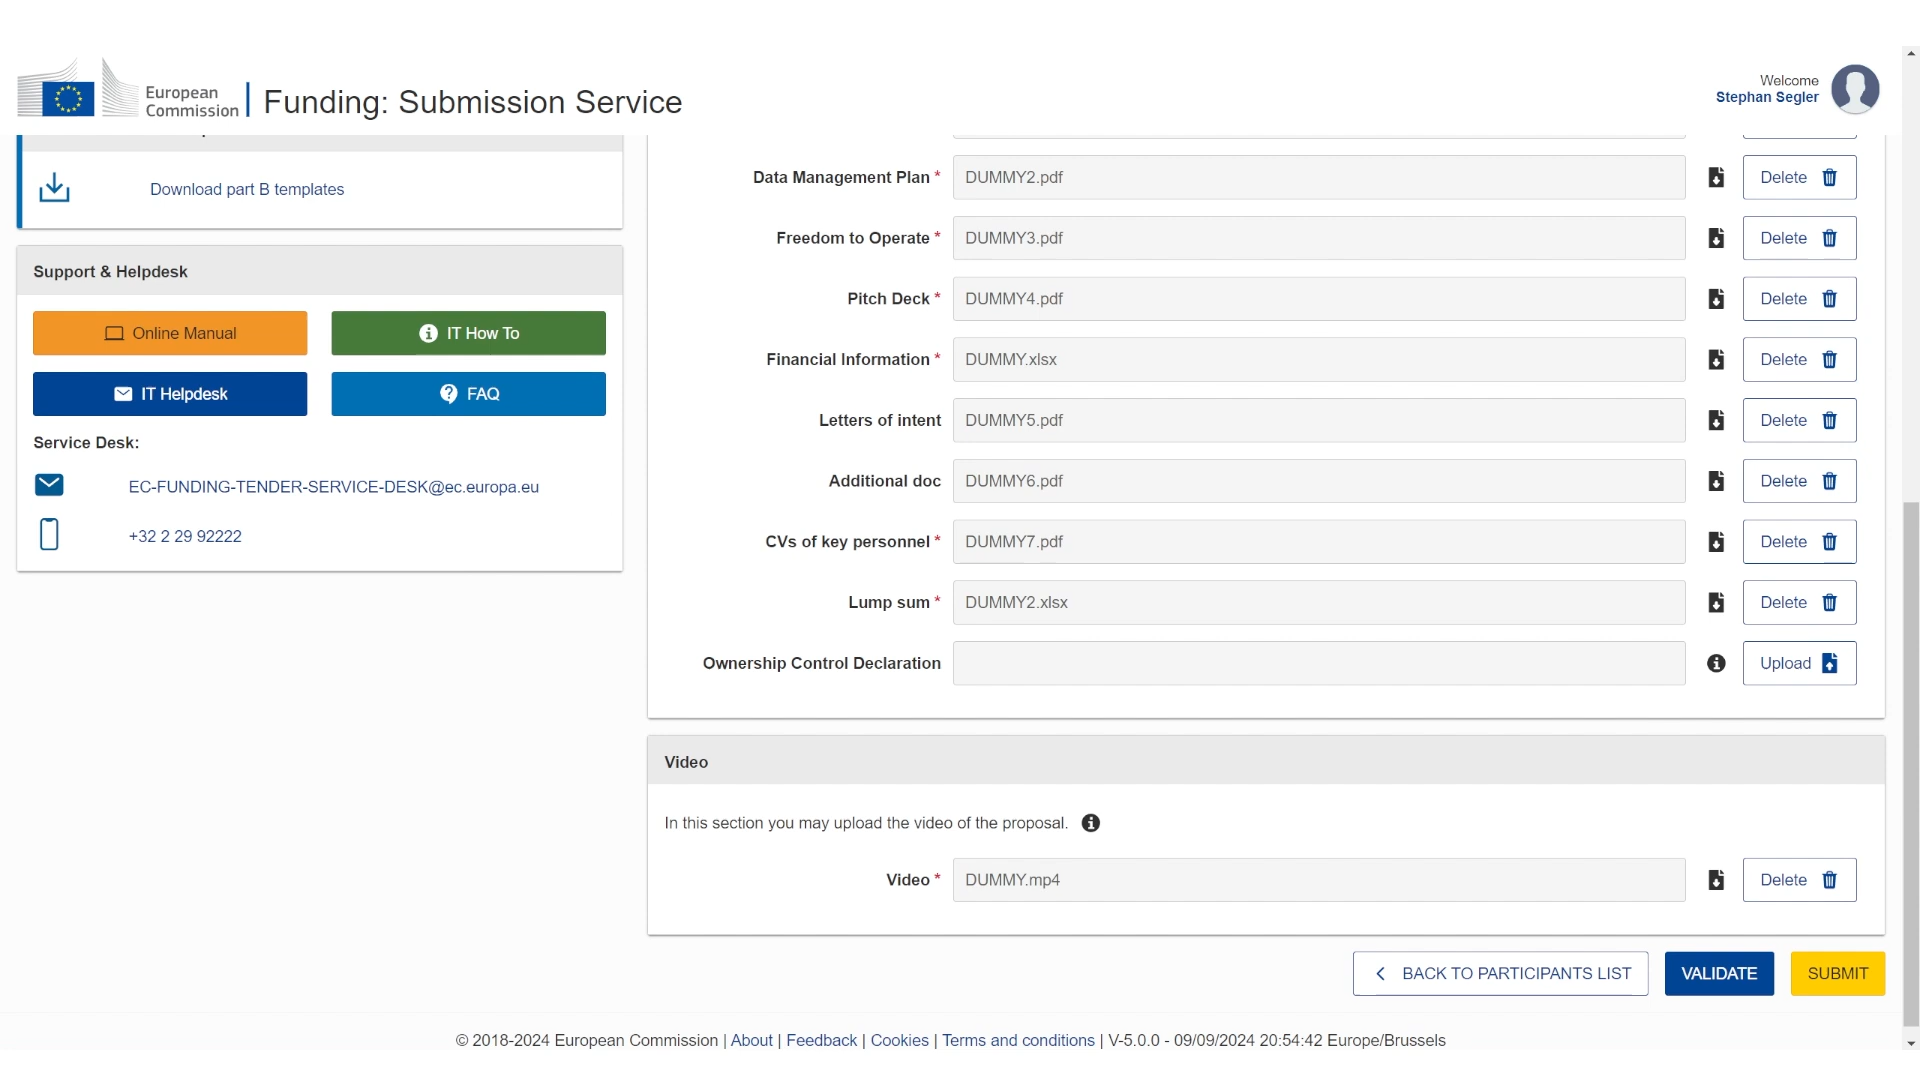 European
Commission
Funding: Submission Service
Welcome
Stephan Segler
Download part B templates
Support & Helpdesk
Online Manual
IT How To
IT Helpdesk
FAQ
Service Desk:
EC-FUNDING-TENDER-SERVICE-DESK@ec.europa.eu
+32 2 29 92222
Data Management Plan * DUMMY2.pdf Delete
Freedom to Operate * DUMMY3.pdf Delete
Pitch Deck * DUMMY4.pdf Delete
Financial Information * DUMMY.xlsx Delete
Letters of intent DUMMY5.pdf Delete
Additional doc DUMMY6.pdf Delete
CVs of key personnel * DUMMY7.pdf Delete
Lump sum * DUMMY2.xlsx Delete
Ownership Control Declaration Upload
Video
In this section you may upload the video of the proposal.
Video * DUMMY.mp4 Delete
BACK TO PARTICIPANTS LIST VALIDATE SUBMIT
© 2018-2024 European Commission | About | Feedback | Cookies | Terms and conditions | V-5.0.0 - 09/09/2024 20:54:42 Europe/Brussels